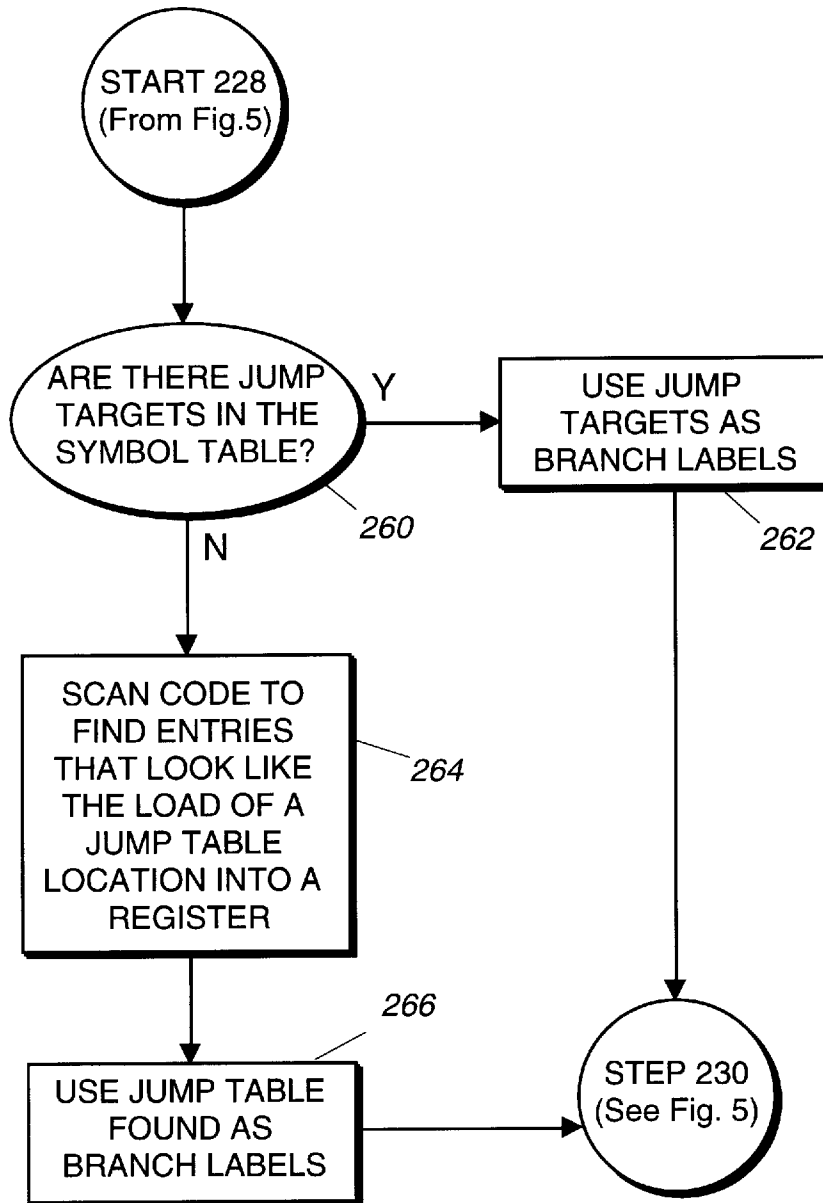 START 228
(From Fig.5)
ARE THERE JUMP
TARGETS IN THE
SYMBOL TABLE?
260
Y
USE JUMP
TARGETS AS
BRANCH LABELS
262
N
SCAN CODE TO
FIND ENTRIES
THAT LOOK LIKE
THE LOAD OF A
JUMP TABLE
LOCATION INTO A
REGISTER
264
266
USE JUMP TABLE
FOUND AS
BRANCH LABELS
STEP 230
(See Fig. 5)